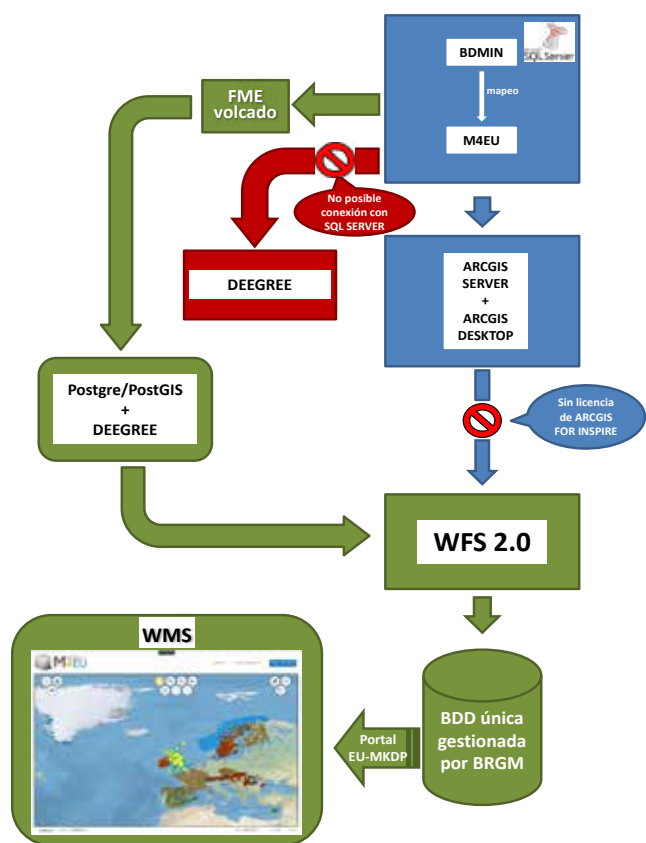 BDMIN
SQL Server
mapeo
M4EU
FME
volcado
No posible
conexión con
SQL SERVER
DEEGREE
ARCGIS
SERVER
+
ARCGIS
DESKTOP
Postgre/PostGIS
+
DEEGREE
Sin licencia
de ARCGIS
FOR INSPIRE
WFS 2.0
WMS
M4EU
BDD única
gestionada
por BRGM
Portal
EU-MKDP